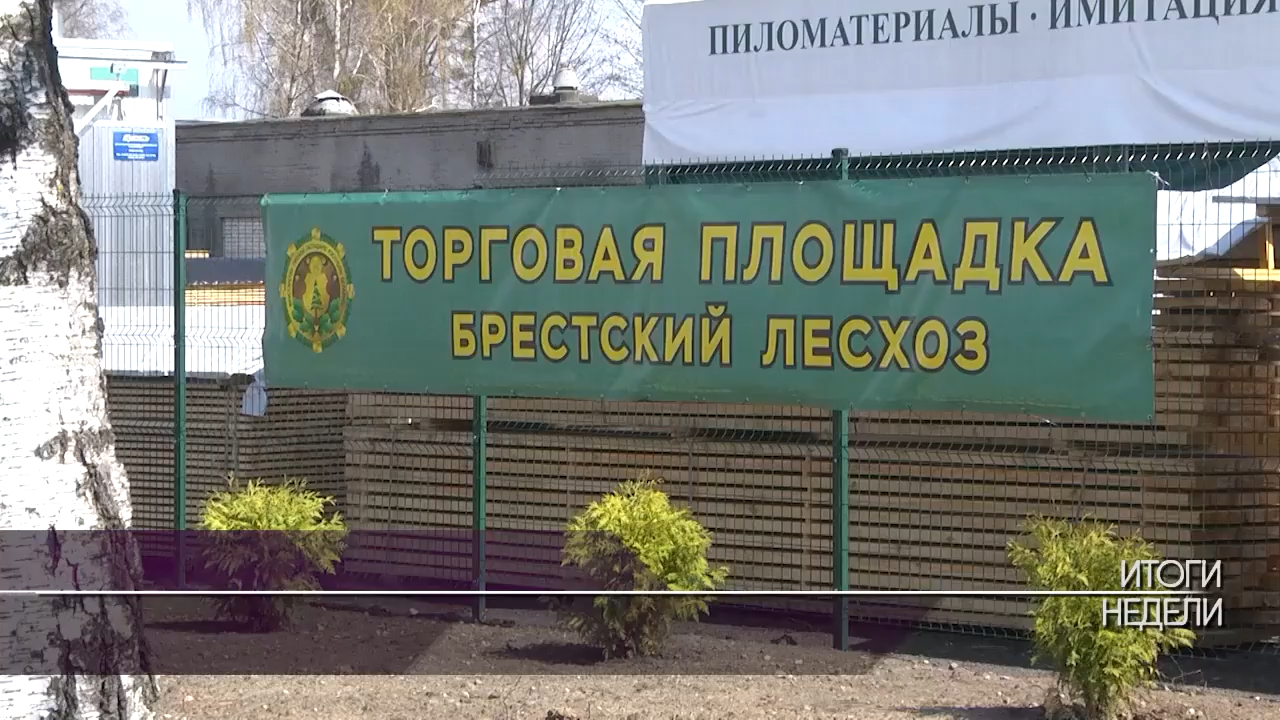 ПИЛОМАТЕРИАЛЫ · ИМИТАЦИЯ
ТОРГОВАЯ ПЛОЩАДКА
БРЕСТСКИЙ ЛЕСХОЗ
ИТОГИ
НЕДЕЛИ